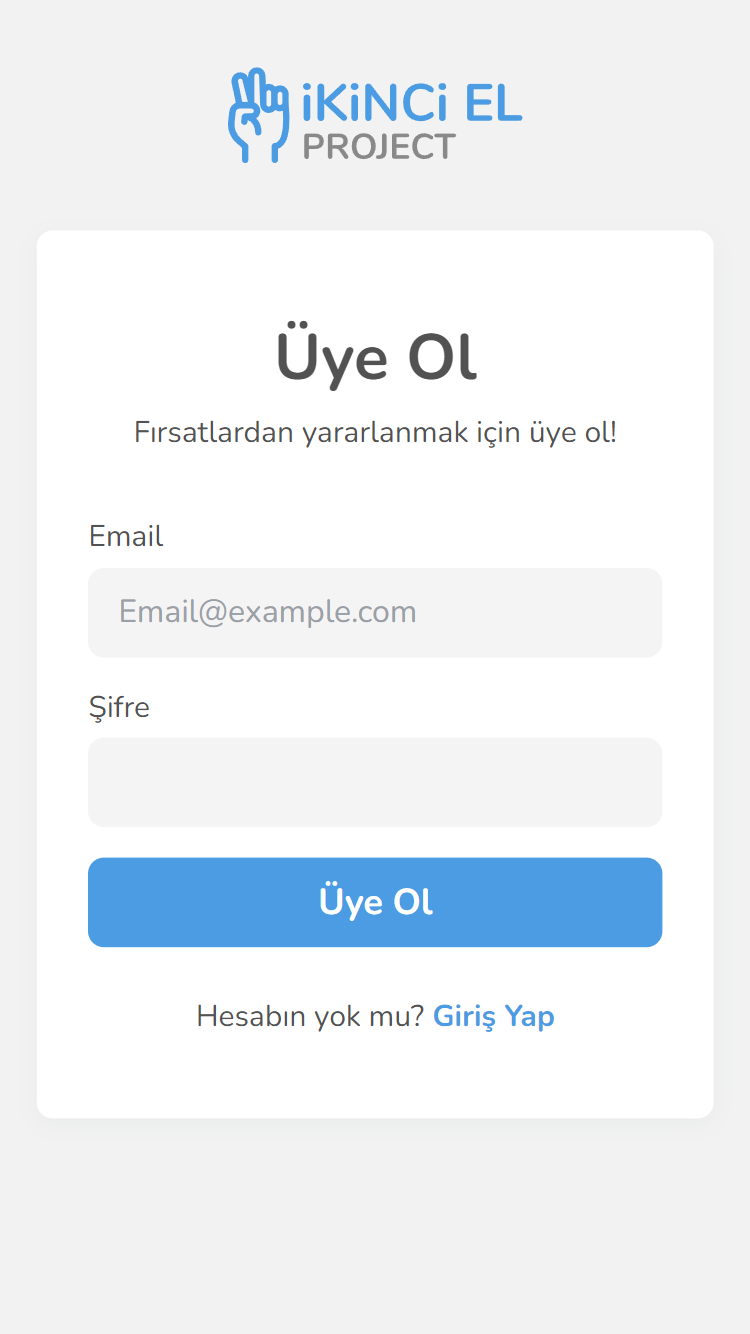 iKiNCi EL
PROJECT
Üye Ol
Fırsatlardan yararlanmak için üye ol!
Email
Email@example.com
Şifre
Üye Ol
Hesabın yok mu? Giriş Yap